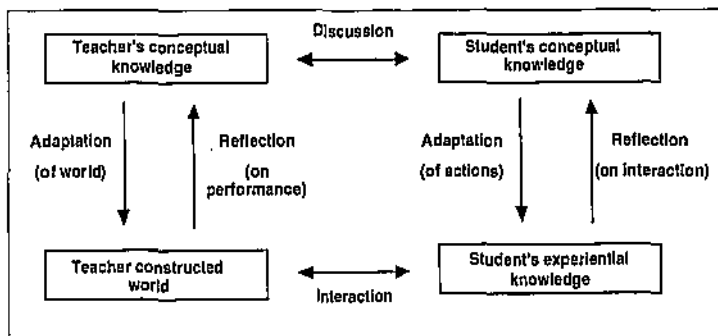 Teacher's conceptual
knowledge
Discussion
Student's conceptual
knowledge
Adaptation
(of world)
Reflection
(on
performance)
Adaptation
(of actions)
Reflection
(on interaction)
Teacher constructed
world
Interaction
Student's experiential
knowledge